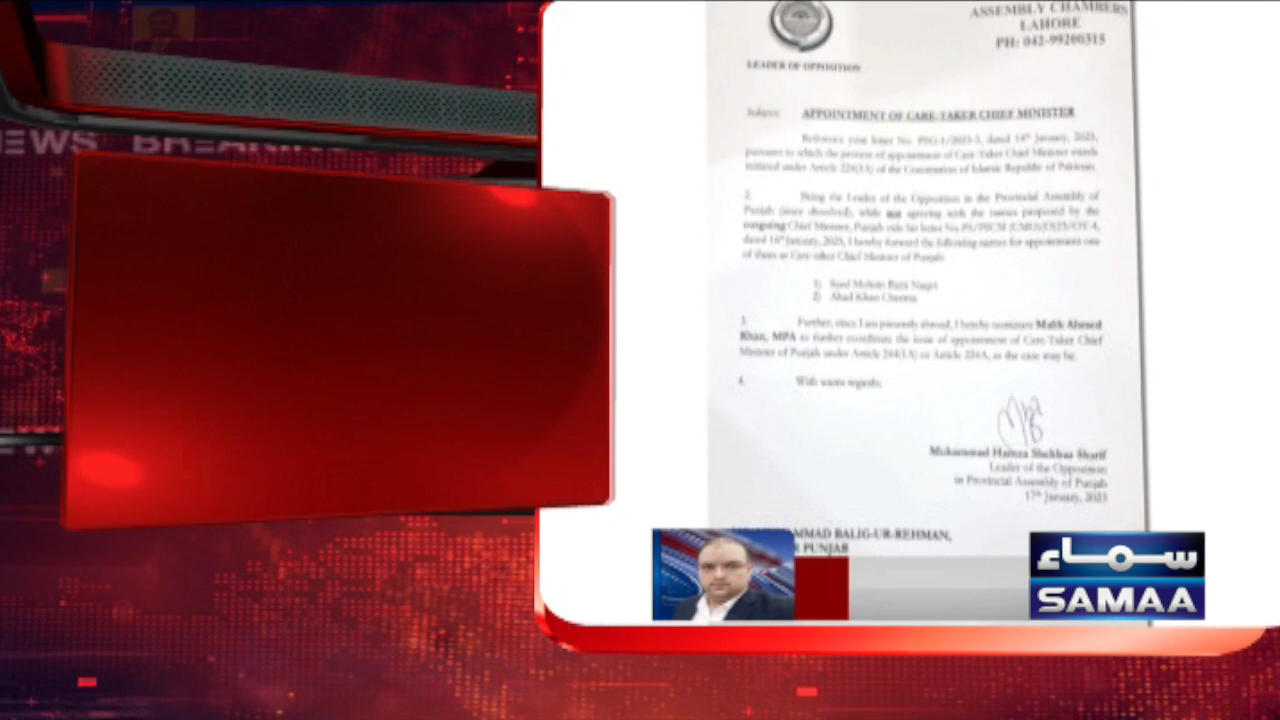 NEWS BREAKING
ASSEMBLY CHAMBERS
LAHORE
PH: 042-99200315
LEADER OF OPPOSITION
Subject: APPOINTMENT OF CARE-TAKER CHIEF MINISTER
Reference your letter No. dated 14th January, 2023,
pursuant to which the process of appointment of Care-Taker Chief Minister stands
initiated under Article 224(1A) of the Constitution of Islamic Republic of Pakistan.
2. Being the Leader of the Opposition in the Provincial Assembly of
Punjab (since dissolved), while not agreeing with the names proposed by the
outgoing Chief Minister, Punjab vide his letter
dated 16th January, 2023, I hereby forward the following names for appointment one
of them as Care-taker Chief Minister of Punjab:
1) Syed Mohsin Raza Naqvi
2) Ahad Khan Cheema
3. Further, since I am presently abroad, I hereby nominate Malik Ahmed
Khan, MPA to further coordinate the issue of appointment of Care-Taker Chief
Minister of Punjab under Article 244(1A) or Article 224A, as the case may be.
4. With warm regards,
Muhammad Hamza Shehbaz Sharif
Leader of the Opposition
in Provincial Assembly of Punjab
17th January, 2023
MMAD BALIG-UR-REHMAN,
PUNJAB
سماء
SAMAA